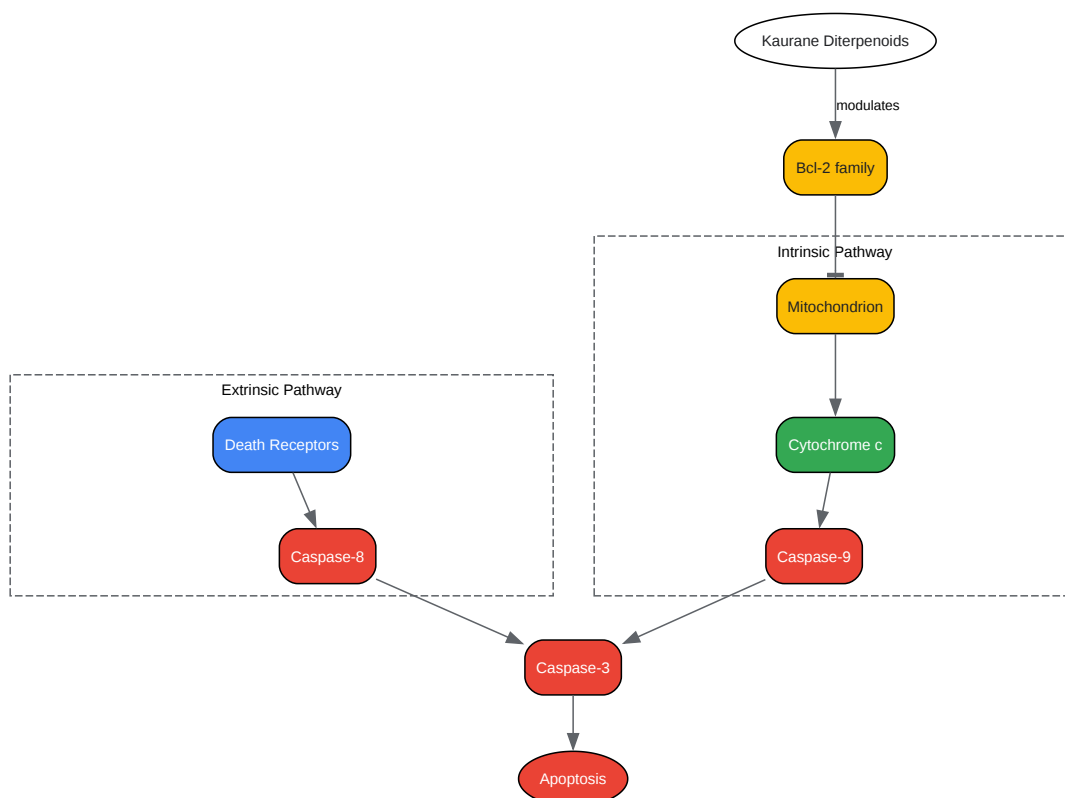 Kaurane Diterpenoids
modulates
Bcl-2 family
Intrinsic Pathway
Mitochondrion
Extrinsic Pathway
Death Receptors
Cytochrome c
Caspase-8
Caspase-9
Caspase-3
Apoptosis